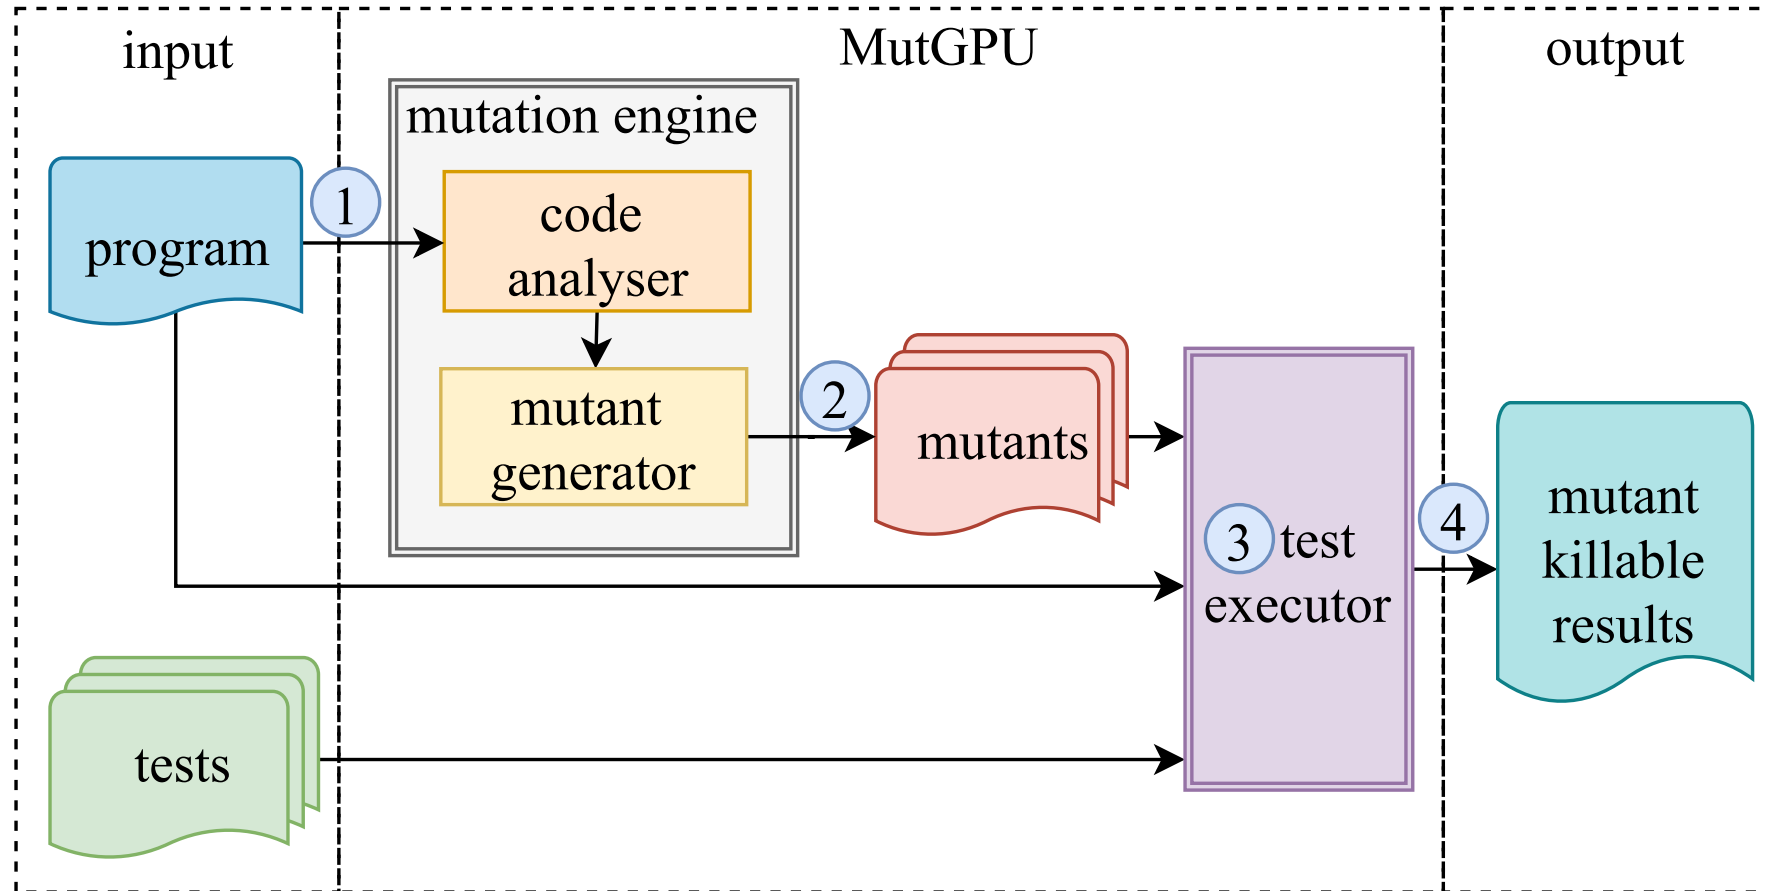 input
MutGPU
output
mutation engine
program
1
code
analyser
mutant
generator
2
mutants
3 test
executor
4
mutant
killable
results
tests